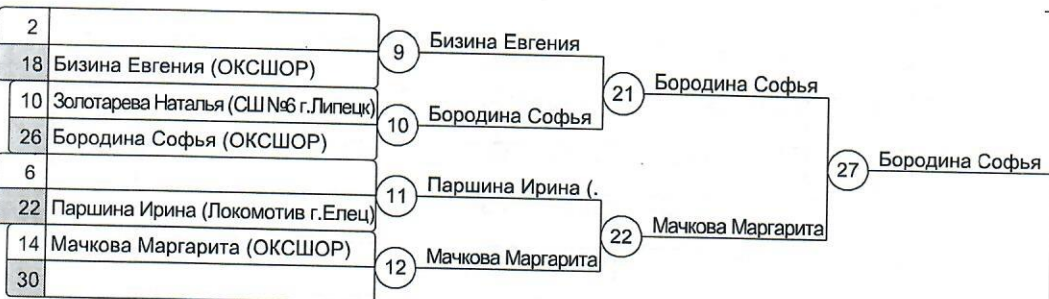 2
9
Бизина Евгения
18 Бизина Евгения (ОКСШОР)
21
Бородина Софья
10 Золотарева Наталья (СШ №6 г.Липецк)
10
Бородина Софья
26 Бородина Софья (ОКСШОР)
27
Бородина Софья
6
11
Паршина Ирина (.
22 Паршина Ирина (Локомотив г.Елец)
22
Мачкова Маргарита
14 Мачкова Маргарита (ОКСШОР)
12
Мачкова Маргарита
30